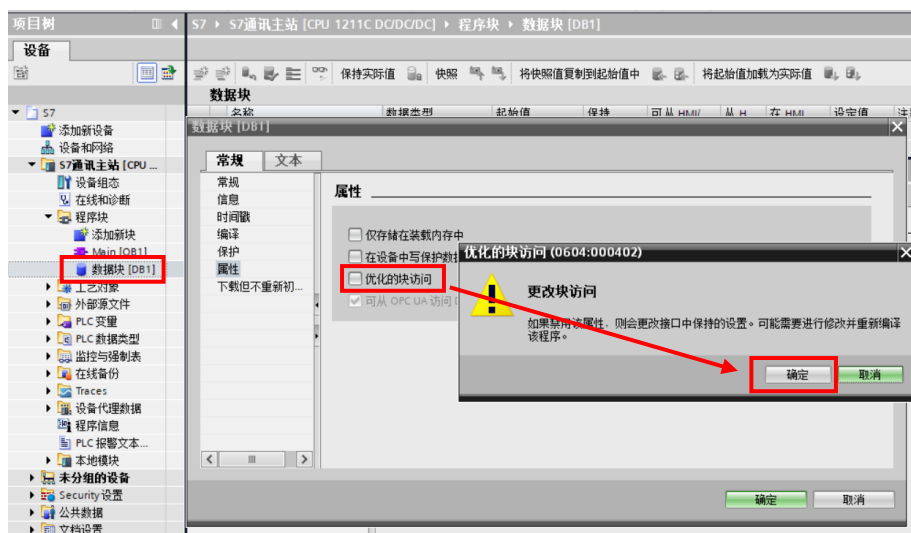 项目树
S7 ▸ S7通讯主站 [CPU 1211C DC/DC/DC] ▸ 程序块 ▸ 数据块 [DB1]
设备
保持实际值 快照 将快照值复制到起始值中 将起始值加载为实际值
数据块
名称 数据类型 起始值 保持 可从 HMI/ 从 H 在 HMI 设定值 注
S7
添加新设备
设备和网络
S7通讯主站 [CPU ...
设备组态
在线和诊断
程序块
添加新块
Main [OB1]
数据块 [DB1]
工艺对象
外部源文件
PLC 变量
PLC 数据类型
监控与强制表
在线备份
Traces
设备代理数据
程序信息
PLC 报警文本...
本地模块
未分组的设备
Security 设置
公共数据
文档设置
数据块 [DB1]
常规 文本
常规
信息
时间戳
编译
保护
属性
下载但不重新初...
属性
仅存储在装载内存中
在设备中写保护数据
优化的块访问
可从 OPC UA 访问 D
优化的块访问 (0604:000402)
更改块访问
如果禁用该属性，则会更改接口中保持的设置。可能需要进行修改并重新编译
该程序。
确定 取消
确定 取消